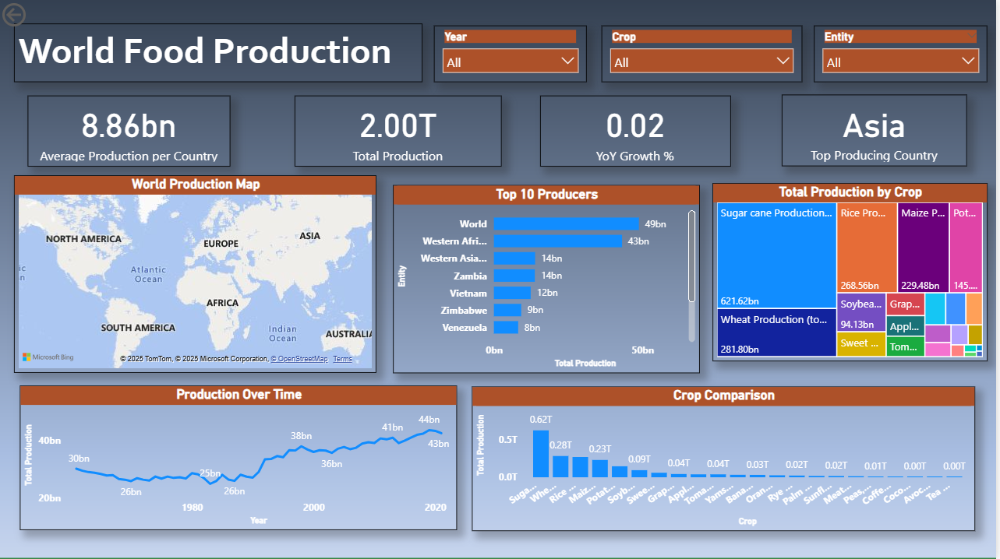 World Food Production
Year
All
Crop
All
Entity
All
8.86bn
Average Production per Country
2.00T
Total Production
0.02
YoY Growth %
Asia
Top Producing Country
World Production Map
NORTH AMERICA
EUROPE
ASIA
Atlantic
Ocean
ic
an
AFRICA
SOUTH AMERICA
Indian
Ocean
AUSTRALIA
Microsoft Bing
© 2025 TomTom, © 2025 Microsoft Corporation, © OpenStreetMap Terms
Top 10 Producers
Entity
World 49bn
Western Afri... 43bn
Western Asia... 14bn
Zambia 14bn
Vietnam 12bn
Zimbabwe 9bn
Venezuela 8bn
0bn 50bn
Total Production
Total Production by Crop
Sugar cane Production...
621.62bn
Wheat Production (to...
281.80bn
Rice Pro...
268.56bn
Maize P...
229.48bn
Pot...
145....
Soybea...
94.13bn
Sweet ...
Grap...
Appl...
Tom...
Production Over Time
Total Production
40bn
20bn
30bn
26bn
25bn
26bn
38bn
36bn
41bn
44bn
43bn
1980 2000 2020
Year
Crop Comparison
Total Production
0.5T
0.0T
0.62T
0.28T
0.23T
0.09T
0.04T
0.04T
0.03T
0.02T
0.02T
0.01T
0.00T
0.00T
Suga...
Whe...
Rice ...
Maiz...
Potat...
Soyb...
Swee...
Grap...
Appl...
Toma...
Yams...
Bana...
Oran...
Rye ...
Palm ...
Sunfl...
Meat...
Peas,...
Coffe...
Coco...
Avoc...
Tea ...
Crop